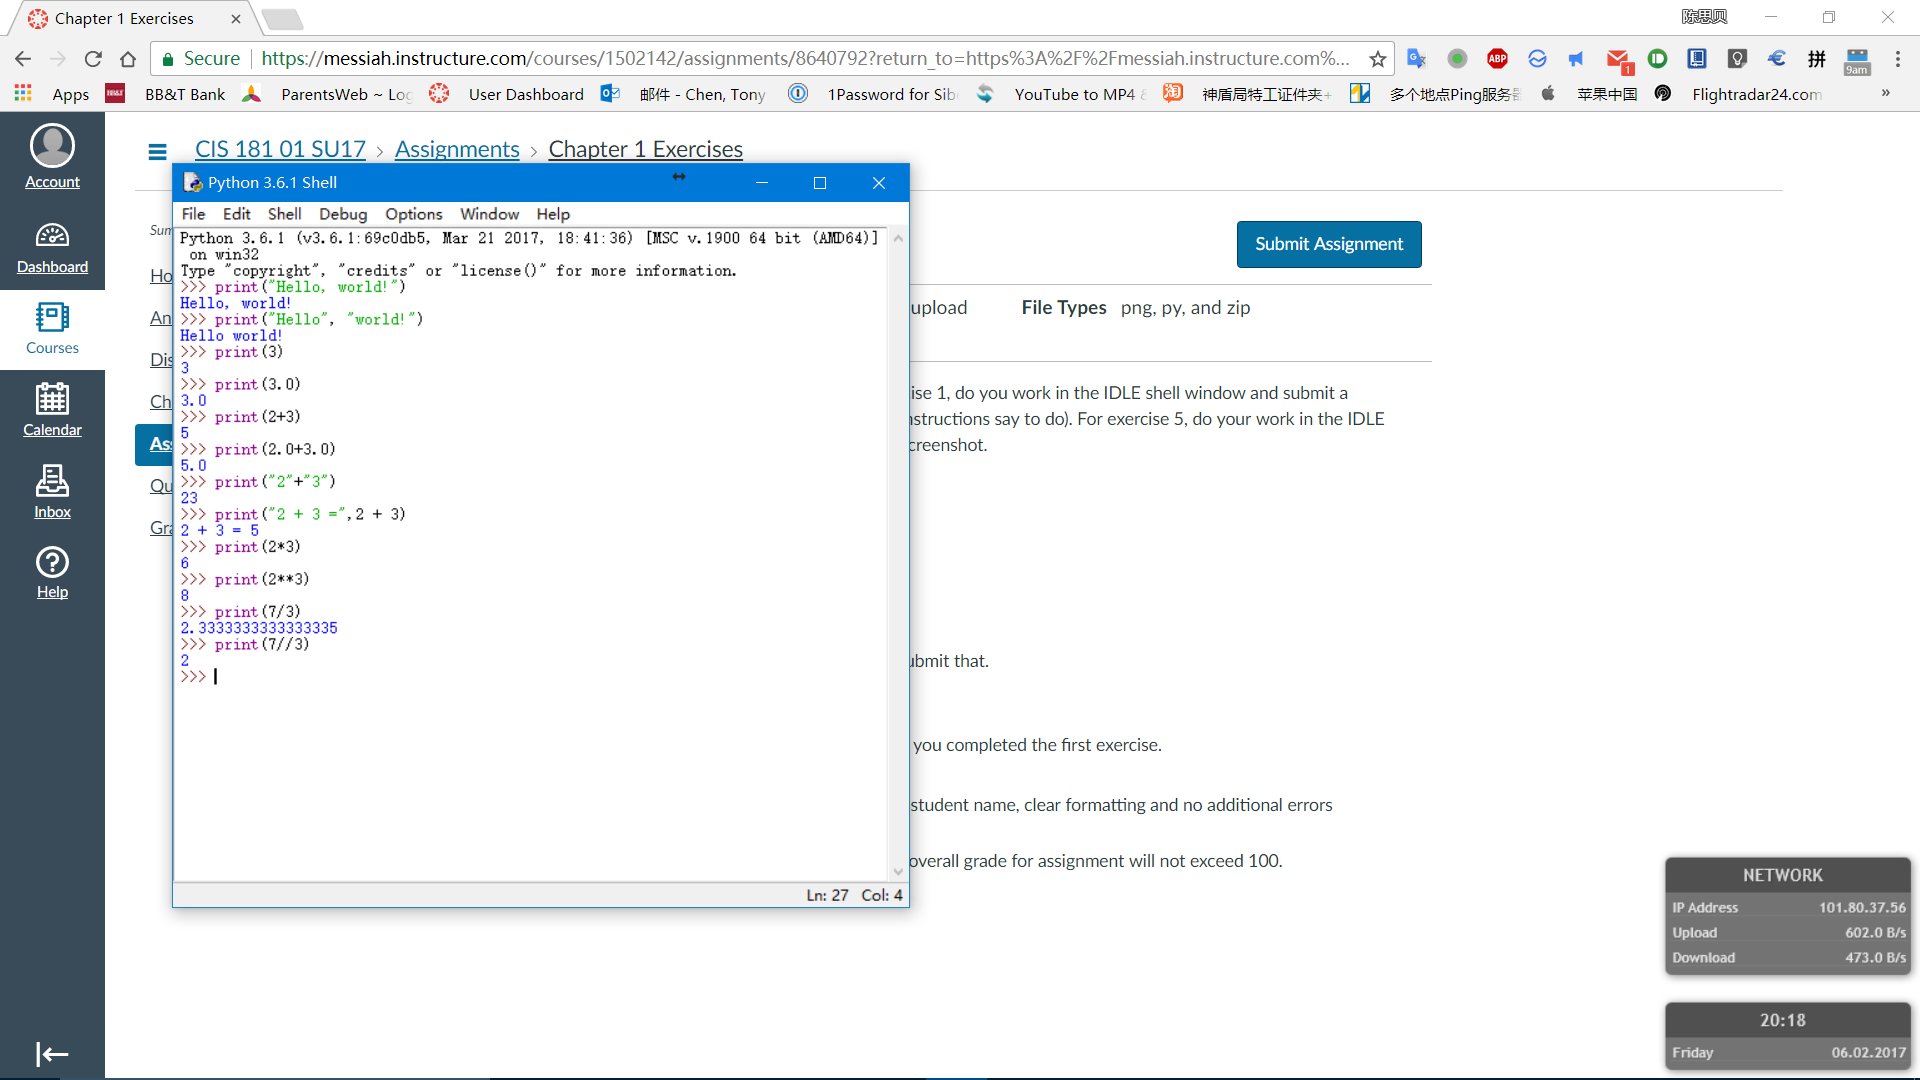 Chapter 1 Exercises
陈思贝
Secure
https://messiah.instructure.com/courses/1502142/assignments/8640792?return_to=https%3A%2F%2Fmessiah.instructure.com%...
ABP
1
拼
9am
Apps
BB&T
BB&T Bank
ParentsWeb ~ Log
User Dashboard
邮件 - Chen, Tony
1Password for Sib
YouTube to MP4 &
淘
神盾局特工证件夹+
多个地点Ping服务器
苹果中国
Flightradar24.com
»
Account
Dashboard
Courses
Calendar
Inbox
Help
CIS 181 01 SU17 > Assignments > Chapter 1 Exercises
Sum
Ho
An
Dis
Ch
Ass
Qu
Gra
Python 3.6.1 Shell
File Edit Shell Debug Options Window Help
Python 3.6.1 (v3.6.1:69c0db5, Mar 21 2017, 18:41:36) [MSC v.1900 64 bit (AMD64)]
on win32
Type "copyright", "credits" or "license()" for more information.
>>> print("Hello, world!")
Hello, world!
>>> print("Hello", "world!")
Hello world!
>>> print(3)
3
>>> print(3.0)
3.0
>>> print(2+3)
5
>>> print(2.0+3.0)
5.0
>>> print("2"+"3")
23
>>> print("2 + 3 =",2 + 3)
2 + 3 = 5
>>> print(2*3)
6
>>> print(2**3)
8
>>> print(7/3)
2.3333333333333335
>>> print(7//3)
2
>>>
Ln: 27 Col: 4
Submit Assignment
upload
File Types png, py, and zip
ise 1, do you work in the IDLE shell window and submit a
nstructions say to do). For exercise 5, do your work in the IDLE
creenshot.
ubmit that.
you completed the first exercise.
student name, clear formatting and no additional errors
overall grade for assignment will not exceed 100.
NETWORK
IP Address 101.80.37.56
Upload 602.0 B/s
Download 473.0 B/s
20:18
Friday 06.02.2017